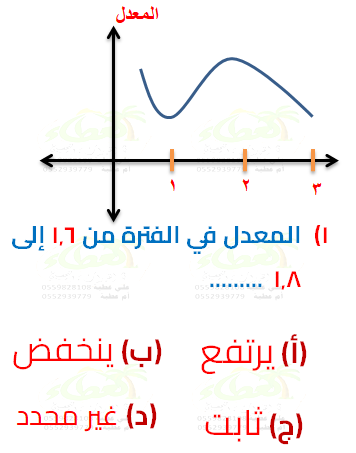 المعدل
١ ٢ ٣
١) المعدل في الفترة من ١,٦ إلى
١,٨ .........
(أ) يرتفع (ب) ينخفض
(ج) ثابت (د) غير محدد